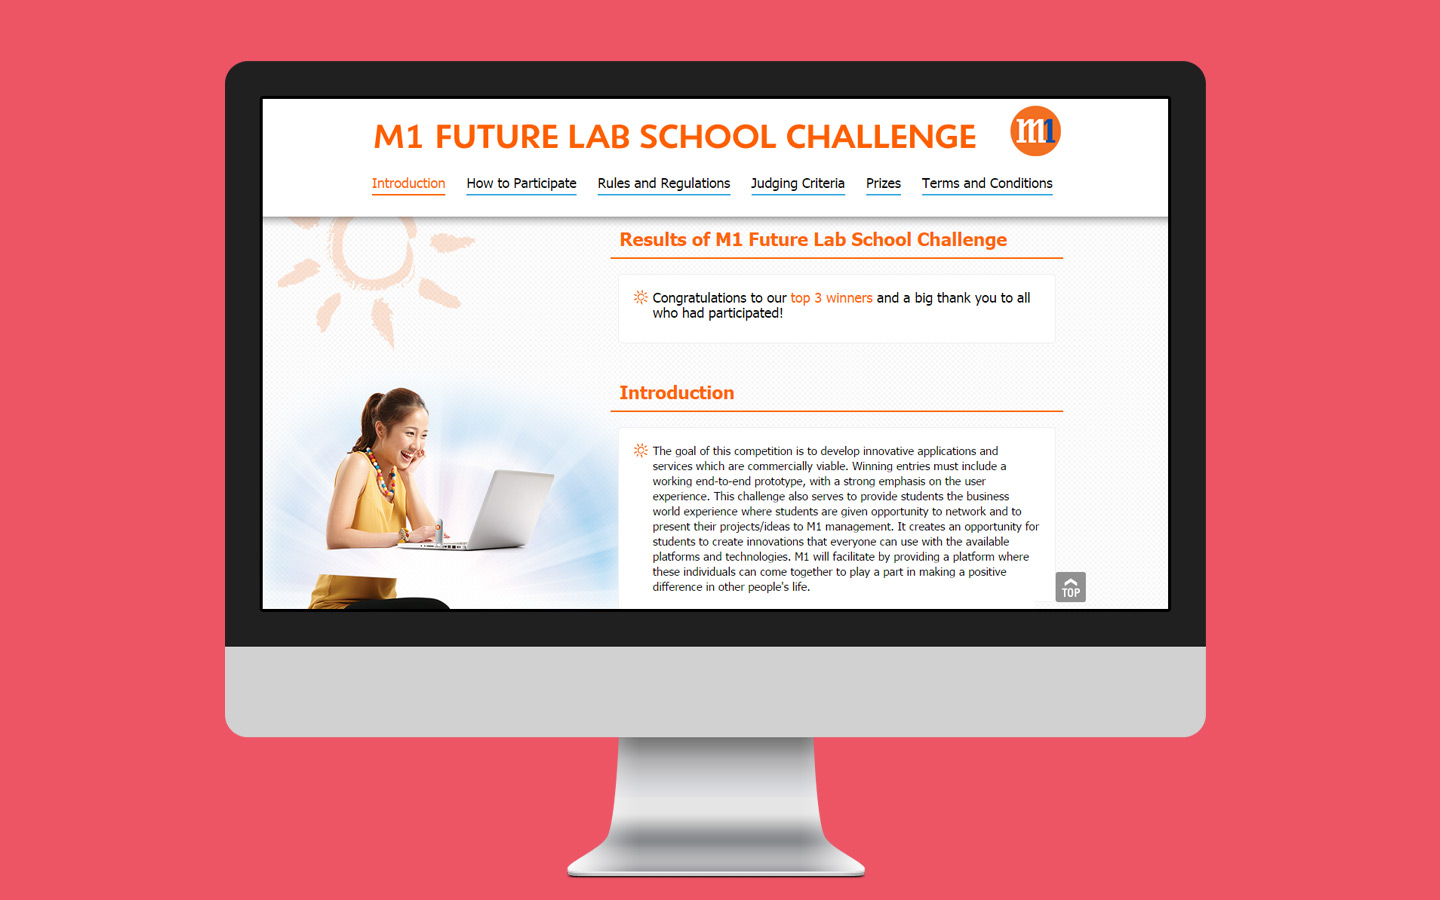 M1 FUTURE LAB SCHOOL CHALLENGE
m1
Introduction How to Participate Rules and Regulations Judging Criteria Prizes Terms and Conditions
Results of M1 Future Lab School Challenge
Congratulations to our top 3 winners and a big thank you to all
who had participated!
Introduction
The goal of this competition is to develop innovative applications and
services which are commercially viable. Winning entries must include a
working end-to-end prototype, with a strong emphasis on the user
experience. This challenge also serves to provide students the business
world experience where students are given opportunity to network and to
present their projects/ideas to M1 management. It creates an opportunity for
students to create innovations that everyone can use with the available
platforms and technologies. M1 will facilitate by providing a platform where
these individuals can come together to play a part in making a positive
difference in other people's life.
TOP